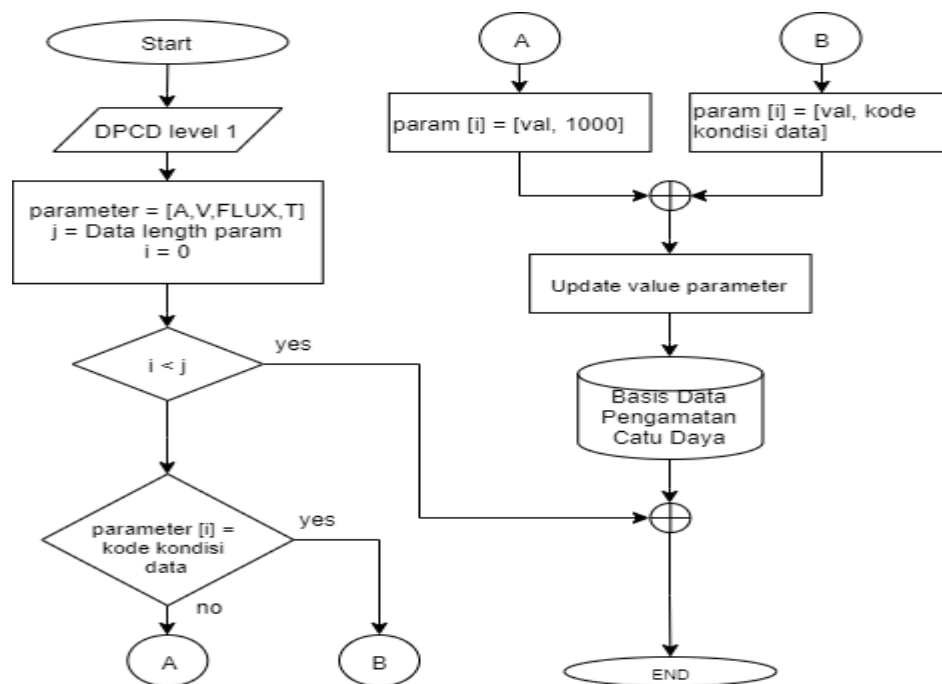 Start
DPCD level 1
parameter = [A,V,FLUX,T]
j = Data length param
i = 0
i < j
yes
parameter [i] =
kode kondisi
data
yes
no
A
B
A
B
param [i] = [val, 1000]
param [i] = [val, kode
kondisi data]
Update value parameter
Basis Data
Pengamatan
Catu Daya
END